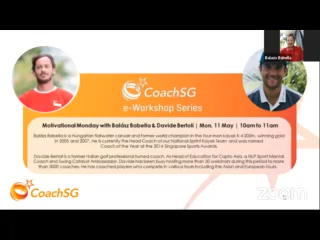 Balazs Babella
CoachSG
e-Workshop Series
Motivational Monday with Balázs Babella & Davide Bertoli | Mon, 11 May | 10am to 11am
Balázs Babella is a Hungarian flatwater canoer and former world champion in the four-man kayak K-4 200m, winning gold
in 2005 and 2007. He is currently the Head Coach of our National Sprint Kayak Team and was named
Coach of the Year at the 2016 Singapore Sports Awards.
Davide Bertoli is a former Italian golf professional turned coach. As Head of Education for Capto Asia, a NLP Sport Mental
Coach and Swing Catalyst Ambassador, Davide has been busy hosting more than 30 webinars during this period to more
than 4000 coaches. He has coached players who compete in various tours including the Asian and European tours.
CoachSG
zoom